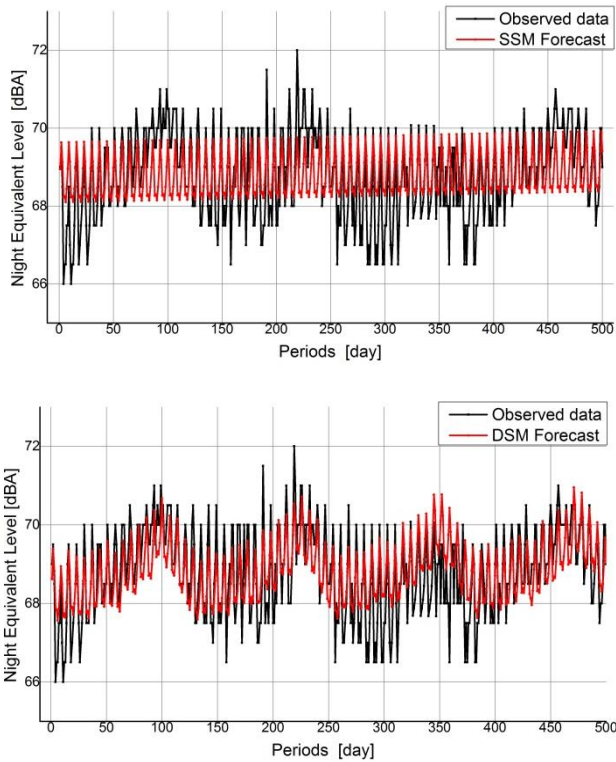 Observed data
SSM Forecast
72
70
68
66
Night Equivalent Level [dBA]
0 50 100 150 200 250 300 350 400 450 500
Periods [day]
Observed data
DSM Forecast
72
70
68
66
Night Equivalent Level [dBA]
0 50 100 150 200 250 300 350 400 450 500
Periods [day]